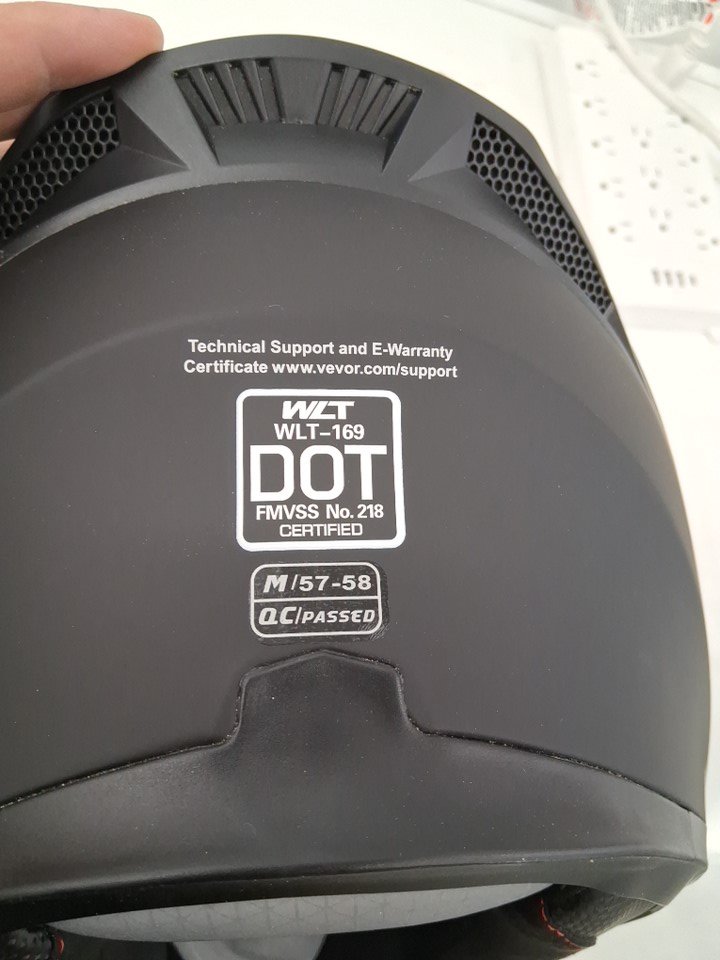 Technical Support and E-Warranty
Certificate www.vevor.com/support
WLT
WLT-169
DOT
FMVSS No. 218
CERTIFIED
M/57-58
QC/PASSED